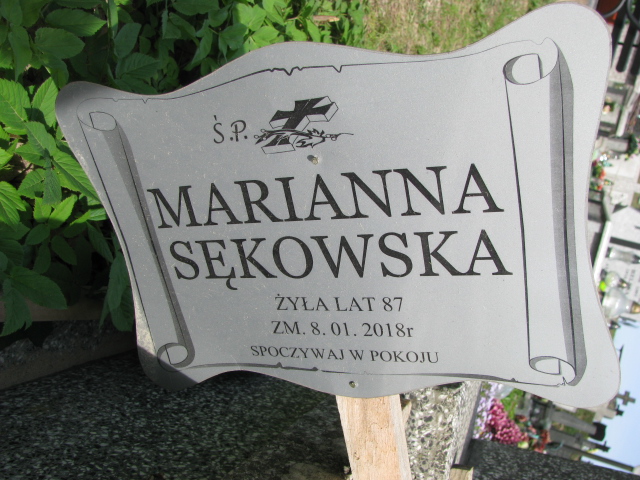 Ś.P.
MARIANNA
SĘKOWSKA
ŻYŁA LAT 87
ZM. 8.01.2018r
SPOCZYWAJ W POKOJU